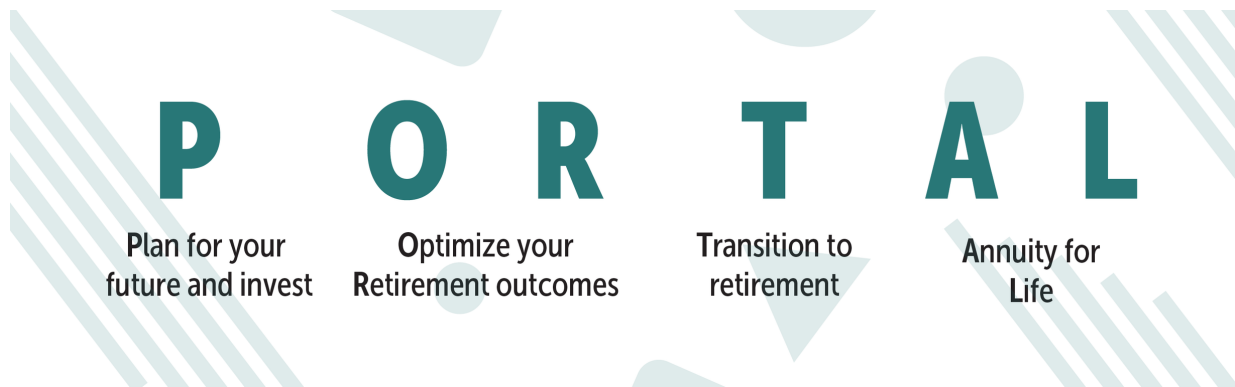 P O R T A L
Plan for your
future and invest
Optimize your
Retirement outcomes
Transition to
retirement
Annuity for
Life